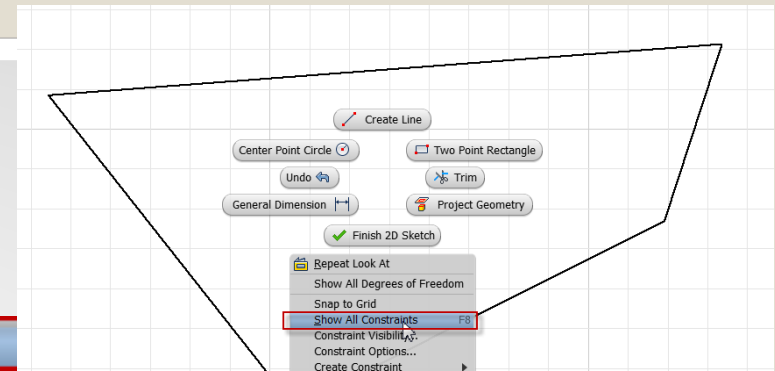 Create Line
Center Point Circle
Two Point Rectangle
Undo
Trim
General Dimension
Project Geometry
Finish 2D Sketch
Repeat Look At
Show All Degrees of Freedom
Snap to Grid
Show All Constraints F8
Constraint
Constraint Options...
Create Constraint